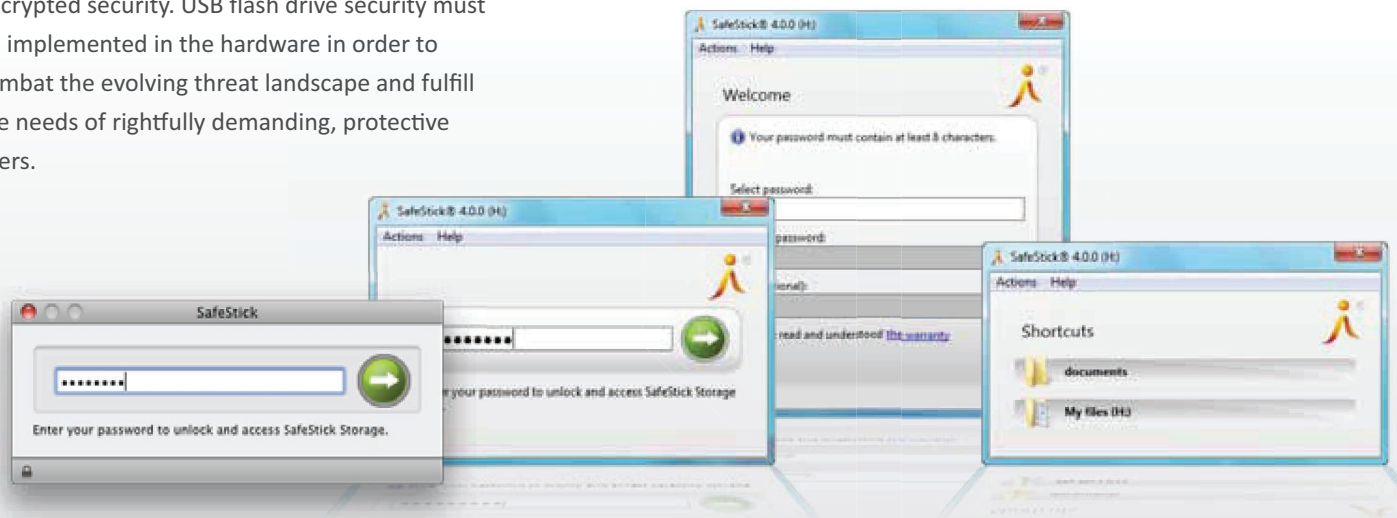 crypted security. USB flash drive security must
implemented in the hardware in order to
mbat the evolving threat landscape and fulfill
e needs of rightfully demanding, protective
ers.
SafeStick® 4.0.0 (H:)
Actions Help
Welcome
Your password must contain at least 8 characters.
Select password:
password:
ional):
read and understood the warranty
SafeStick® 4.0.0 (H:)
Actions Help
••••••••
r your password to unlock and access SafeStick Storage
SafeStick
••••••••
Enter your password to unlock and access SafeStick Storage.
SafeStick® 4.0.0 (H:)
Actions Help
Shortcuts
documents
My files (H:)